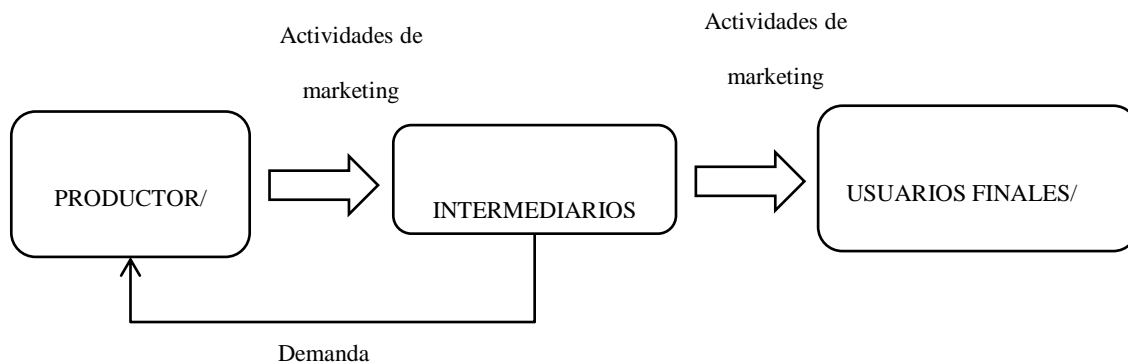 Actividades de
marketing
Actividades de
marketing
PRODUCTOR/
INTERMEDIARIOS
USUARIOS FINALES/
Demanda